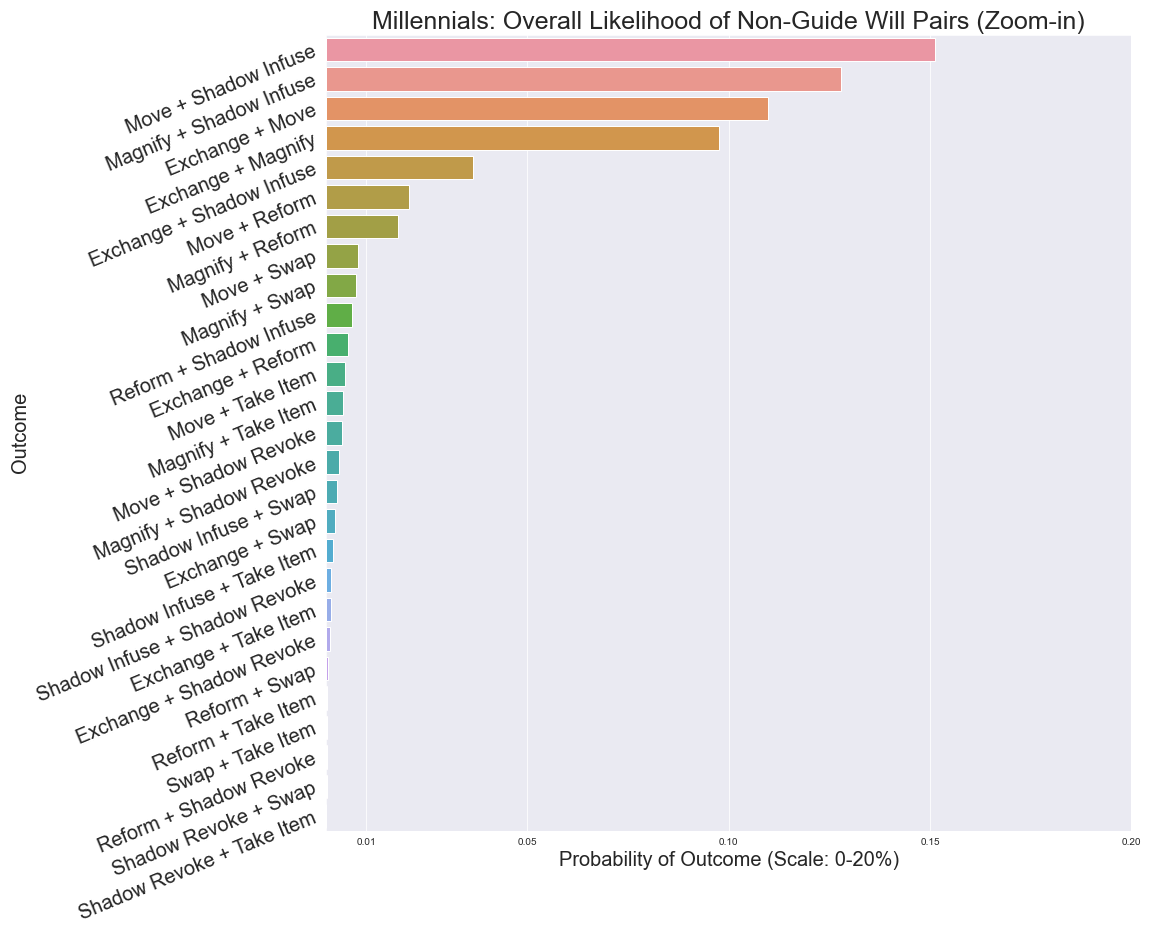 Millennials: Overall Likelihood of Non-Guide Will Pairs (Zoom-in)
Move + Shadow Infuse
Magnify + Shadow Infuse
Exchange + Move
Exchange + Magnify
Exchange + Shadow Infuse
Move + Reform
Magnify + Reform
Move + Swap
Magnify + Swap
Reform + Shadow Infuse
Exchange + Reform
Move + Take Item
Magnify + Take Item
Move + Shadow Revoke
Magnify + Shadow Revoke
Shadow Infuse + Swap
Exchange + Swap
Shadow Infuse + Take Item
Shadow Infuse + Shadow Revoke
Exchange + Take Item
Exchange + Shadow Revoke
Reform + Swap
Reform + Take Item
Swap + Take Item
Reform + Shadow Revoke
Shadow Revoke + Swap
Shadow Revoke + Take Item
Outcome
0.01 0.05 0.10 0.15 0.20
Probability of Outcome (Scale: 0-20%)